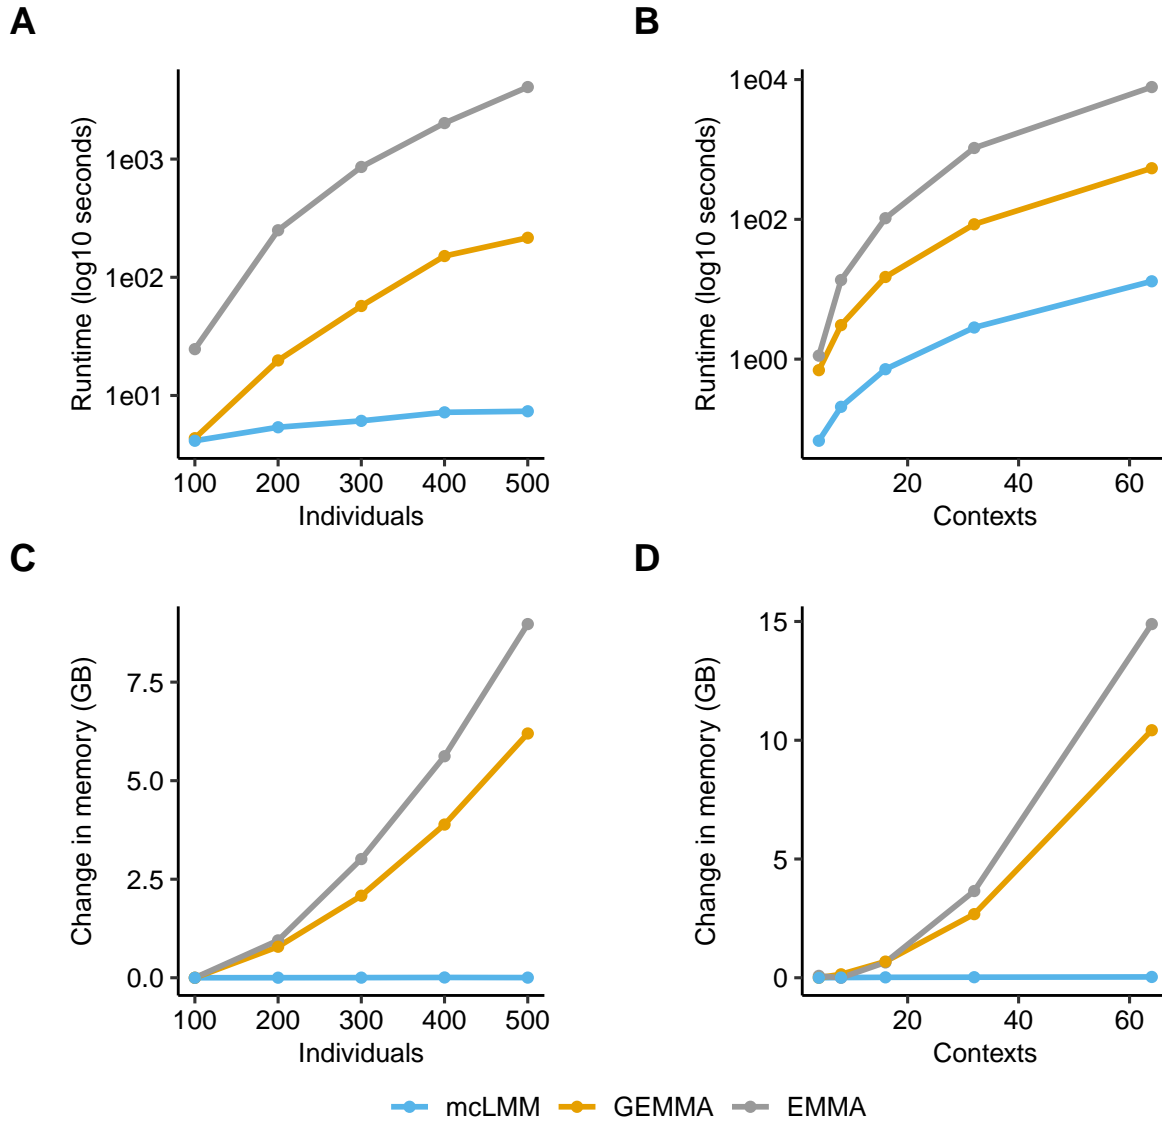 A
Runtime (log10 seconds)
1e03
1e02
1e01
100 200 300 400 500
Individuals
B
Runtime (log10 seconds)
1e04
1e02
1e00
20 40 60
Contexts
C
Change in memory (GB)
7.5
5.0
2.5
0.0
100 200 300 400 500
Individuals
D
Change in memory (GB)
15
10
5
0
20 40 60
Contexts
mcLMM GEMMA EMMA